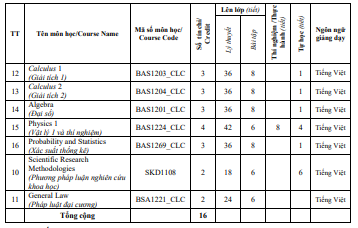 TT
Tên môn học/Course Name
Mã số môn học/
Course Code
Số tín chỉ/
Credit
Lên lớp (tiết)
Lý thuyết
Bài tập
Thí nghiệm/Thực
hành (tiết)
Tự học (tiết)
Ngôn ngữ
giảng dạy
12 Calculus 1 BAS1203_CLC 3 36 8 1 Tiếng Việt
(Giải tích 1)
13 Calculus 2 BAS1204_CLC 3 36 8 1 Tiếng Việt
(Giải tích 2)
14 Algebra BAS1201_CLC 3 36 8 1 Tiếng Việt
(Đại số)
15 Physics 1 BAS1224_CLC 4 42 6 8 4 Tiếng Việt
(Vật lý 1 và thí nghiệm)
16 Probability and Statistics BAS1269_CLC 3 36 8 1 Tiếng Việt
(Xác suất thống kê)
10 Scientific Research
Methodologies SKD1108 2 18 6 6 Tiếng Việt
(Phương pháp luận nghiên cứu
khoa học)
11 General Law BSA1221_CLC 2 24 6 Tiếng Việt
(Pháp luật đại cương)
Tổng cộng 16